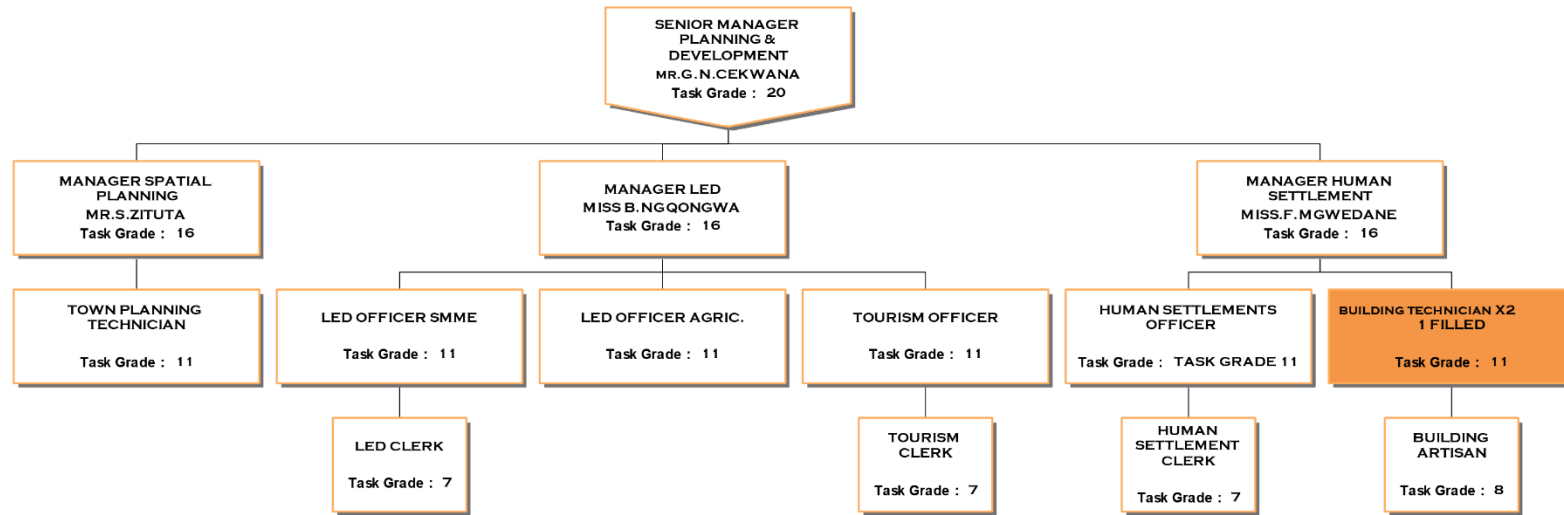 SENIOR MANAGER
PLANNING &
DEVELOPMENT
MR.G.N.CEKWANA
Task Grade : 20
MANAGER SPATIAL
PLANNING
MR.S.ZITUTA
Task Grade : 16
MANAGER LED
MISS B.NGQONGWA
Task Grade : 16
MANAGER HUMAN
SETTLEMENT
MISS.F.MGWEDANE
Task Grade : 16
TOWN PLANNING
TECHNICIAN
Task Grade : 11
LED OFFICER SMME
Task Grade : 11
LED OFFICER AGRIC.
Task Grade : 11
TOURISM OFFICER
Task Grade : 11
HUMAN SETTLEMENTS
OFFICER
Task Grade : TASK GRADE 11
BUILDING TECHNICIAN X2
1 FILLED
Task Grade : 11
LED CLERK
Task Grade : 7
TOURISM
CLERK
Task Grade : 7
HUMAN
SETTLEMENT
CLERK
Task Grade : 7
BUILDING
ARTISAN
Task Grade : 8